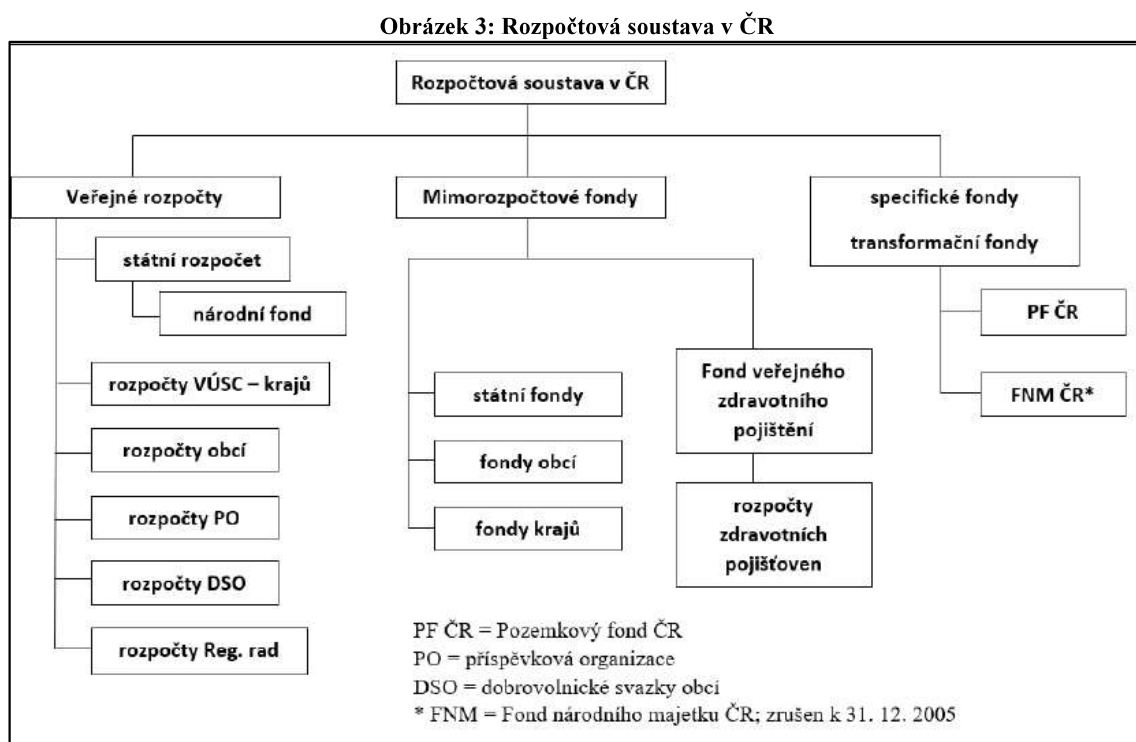 Obrázek 3: Rozpočtová soustava v ČR
Rozpočtová soustava v ČR
Veřejné rozpočty
státní rozpočet
národní fond
rozpočty VÚSC – krajů
rozpočty obcí
rozpočty PO
rozpočty DSO
rozpočty Reg. rad
Mimorozpočtové fondy
státní fondy
fondy obcí
fondy krajů
Fond veřejného
zdravotního
pojištění
rozpočty
zdravotních
pojišťoven
specifické fondy
transformační fondy
PF ČR
FNM ČR*
PF ČR = Pozemkový fond ČR
PO = příspěvková organizace
DSO = dobrovolnické svazky obcí
* FNM = Fond národního majetku ČR; zrušen k 31. 12. 2005